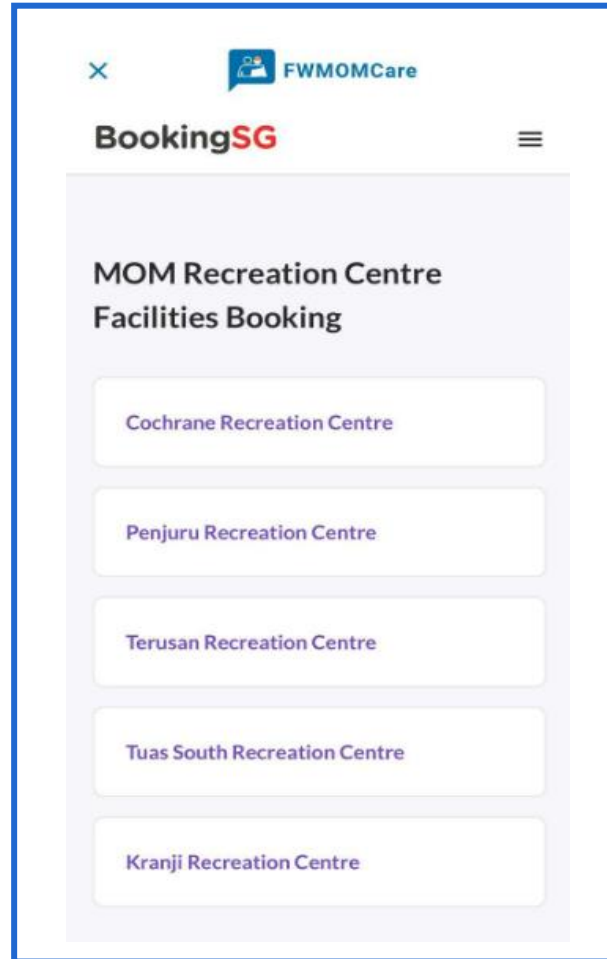 FWMOMCare
BookingSG
MOM Recreation Centre
Facilities Booking
Cochrane Recreation Centre
Penjuru Recreation Centre
Terusan Recreation Centre
Tuas South Recreation Centre
Kranji Recreation Centre